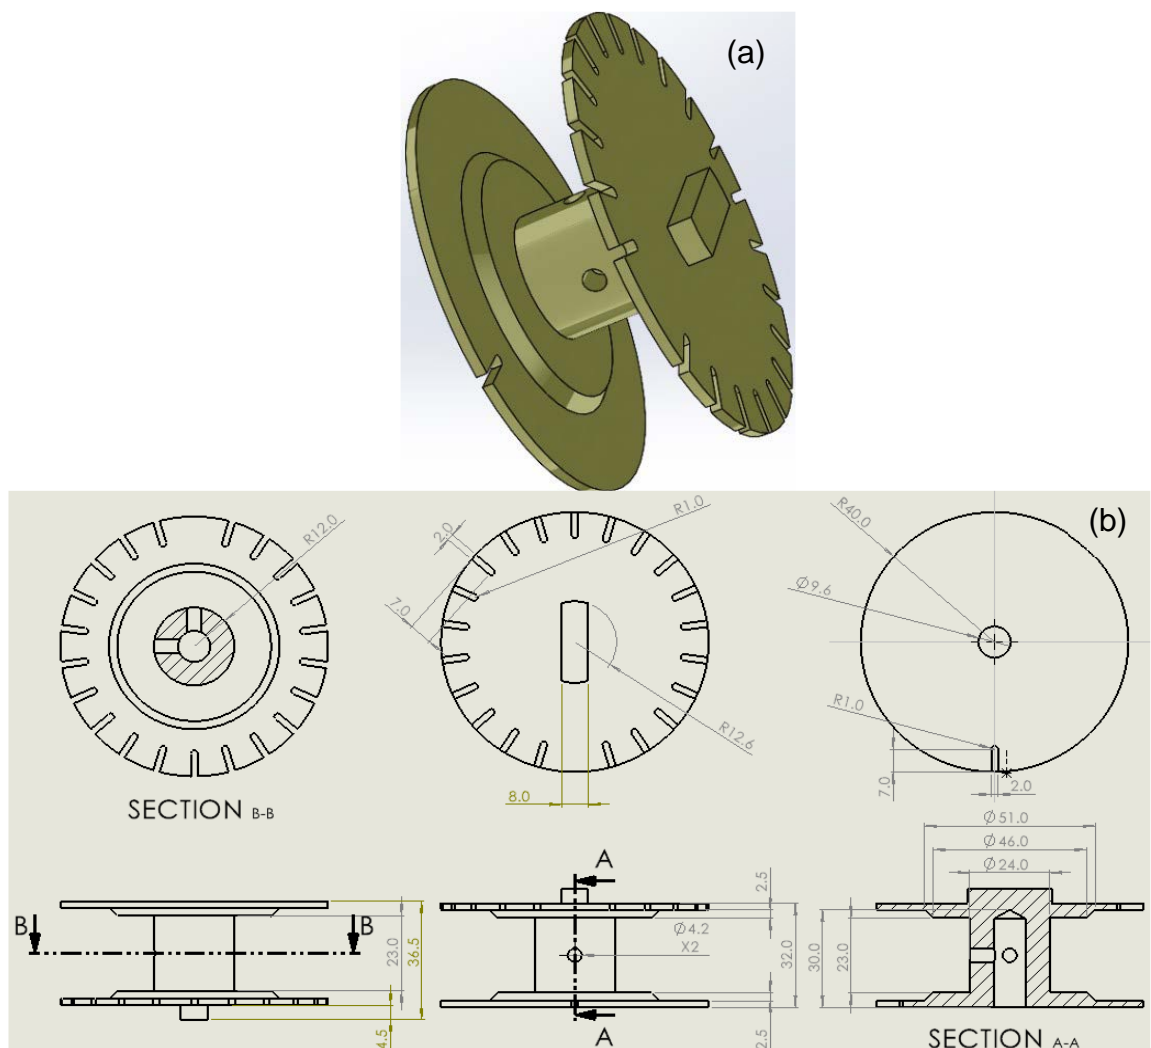 (a)
(b)
R12.0
2.0
7.0
R1.0
R12.6
8.0
R40.0
Ø9.6
R1.0
7.0
2.0
SECTION B-B
B
B
23.0
36.5
4.5
A
A
Ø4.2
X2
2.5
32.0
2.5
Ø51.0
Ø46.0
Ø24.0
30.0
23.0
SECTION A-A